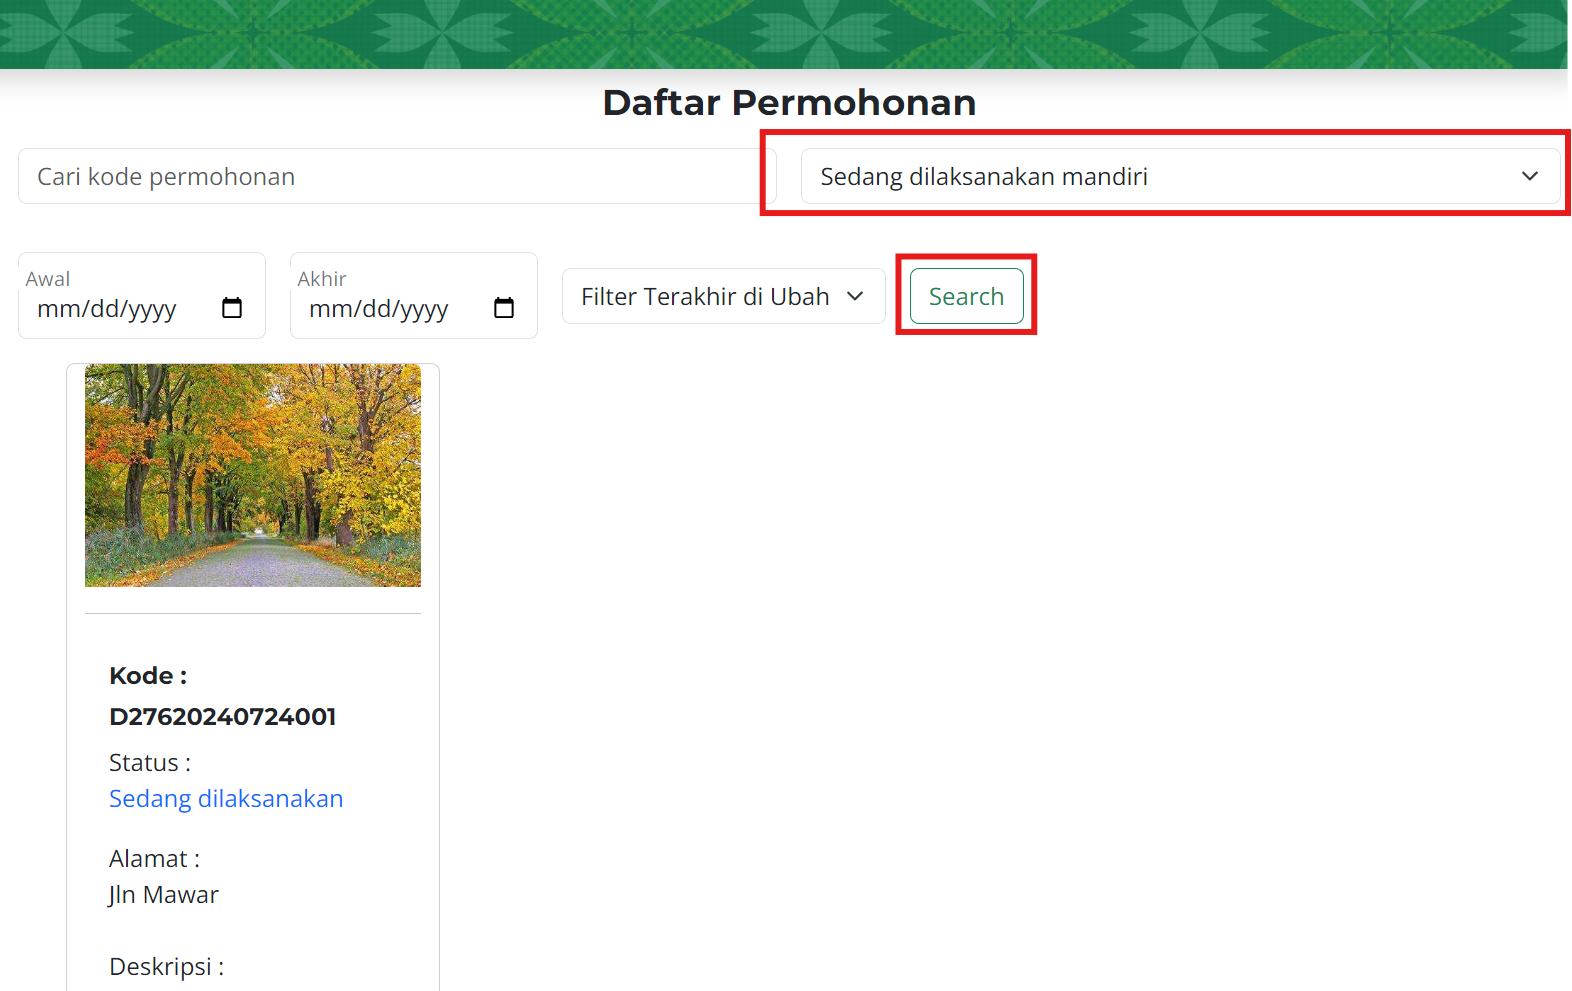 Daftar Permohonan
Cari kode permohonan
Sedang dilaksanakan mandiri
Awal
mm/dd/yyyy
Akhir
mm/dd/yyyy
Filter Terakhir di Ubah
Search
Kode :
D27620240724001
Status :
Sedang dilaksanakan
Alamat :
Jln Mawar
Deskripsi :